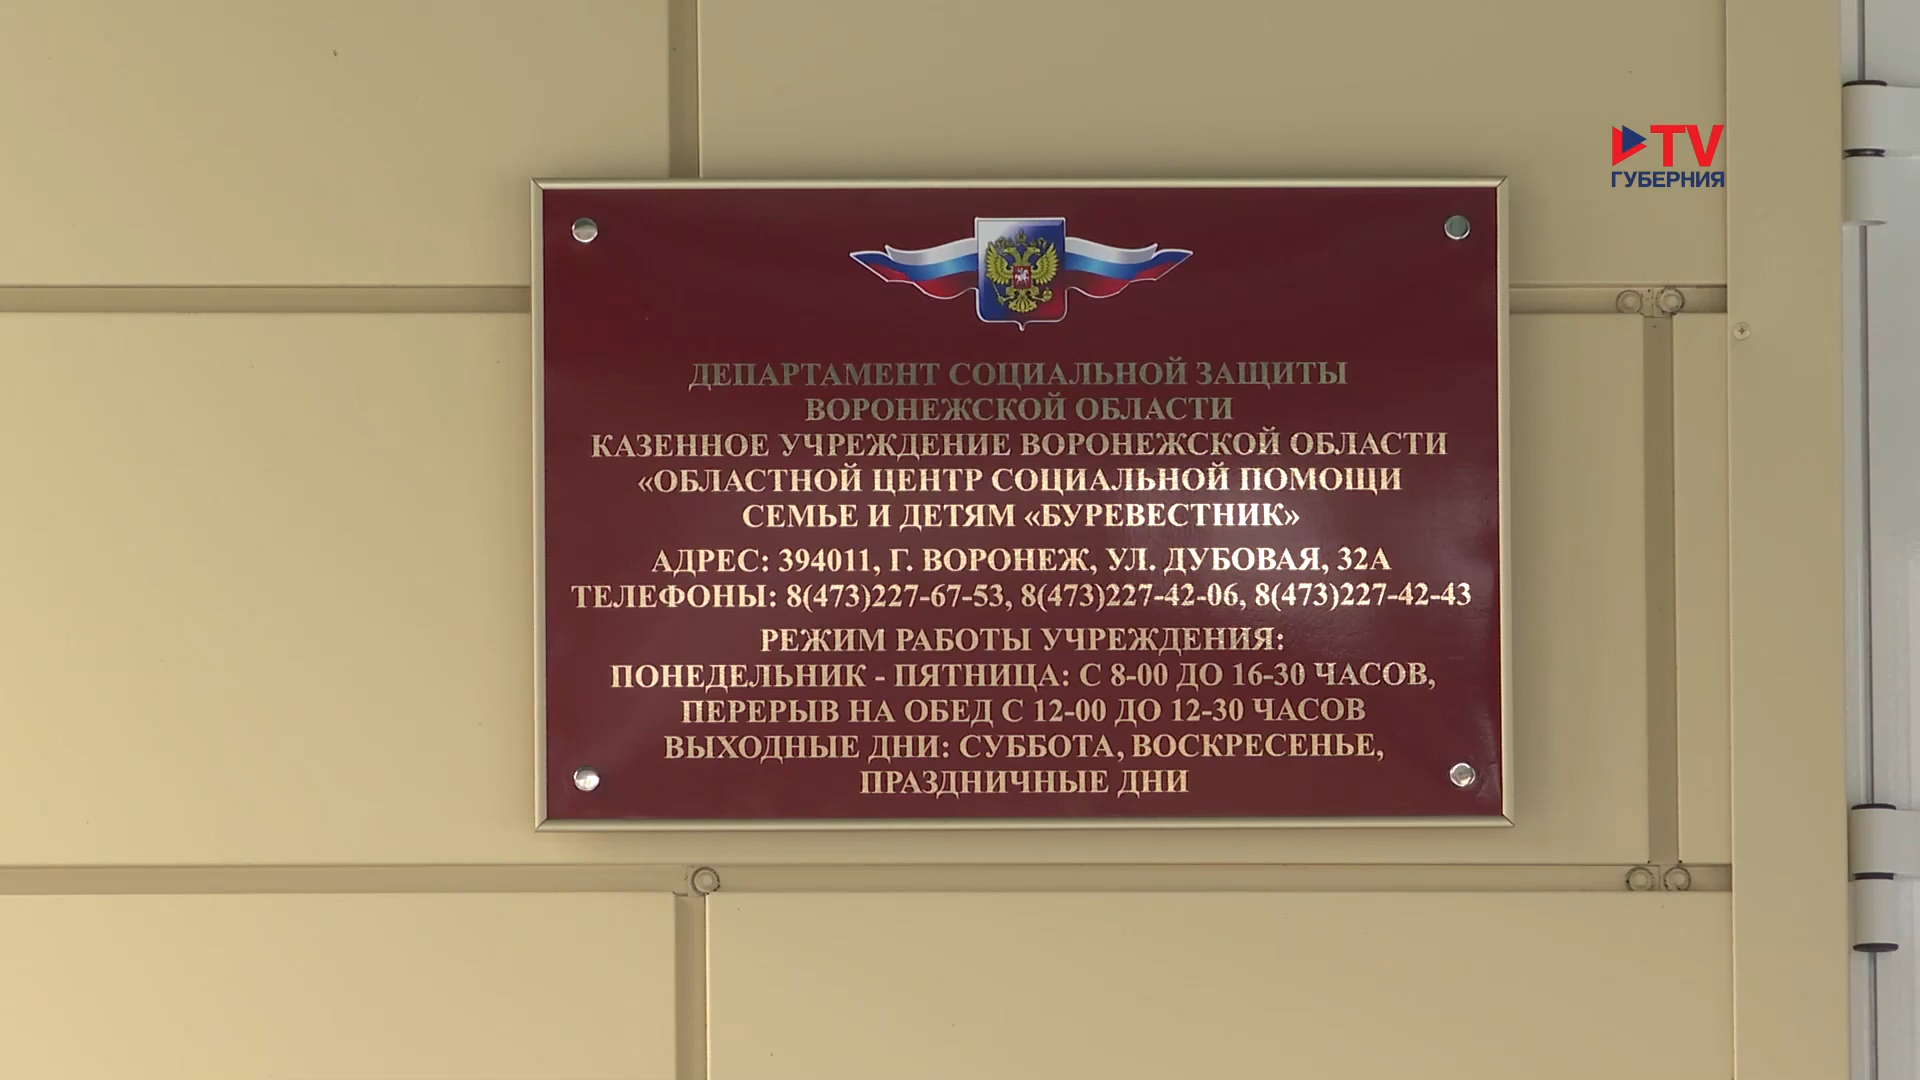 TV
ГУБЕРНИЯ
ДЕПАРТАМЕНТ СОЦИАЛЬНОЙ ЗАЩИТЫ
ВОРОНЕЖСКОЙ ОБЛАСТИ
КАЗЕННОЕ УЧРЕЖДЕНИЕ ВОРОНЕЖСКОЙ ОБЛАСТИ
«ОБЛАСТНОЙ ЦЕНТР СОЦИАЛЬНОЙ ПОМОЩИ
СЕМЬЕ И ДЕТЯМ «БУРЕВЕСТНИК»
АДРЕС: 394011, Г. ВОРОНЕЖ, УЛ. ДУБОВАЯ, 32А
ТЕЛЕФОНЫ: 8(473)227-67-53, 8(473)227-42-06, 8(473)227-42-43
РЕЖИМ РАБОТЫ УЧРЕЖДЕНИЯ:
ПОНЕДЕЛЬНИК - ПЯТНИЦА: С 8-00 ДО 16-30 ЧАСОВ,
ПЕРЕРЫВ НА ОБЕД С 12-00 ДО 12-30 ЧАСОВ
ВЫХОДНЫЕ ДНИ: СУББОТА, ВОСКРЕСЕНЬЕ,
ПРАЗДНИЧНЫЕ ДНИ